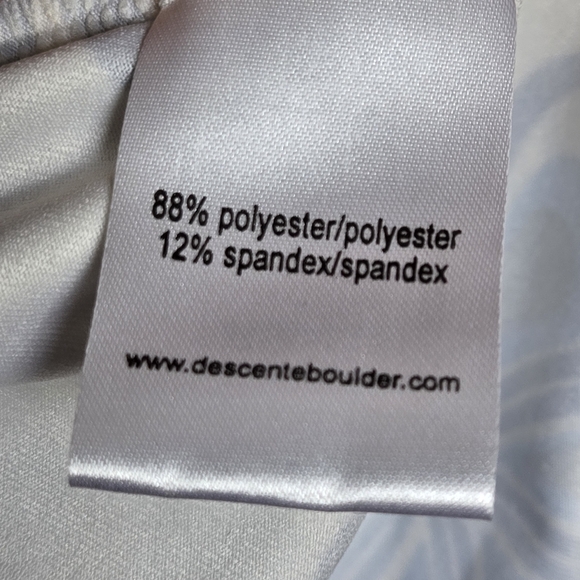 88% polyester/polyester
12% spandex/spandex
www.descenteboulder.com